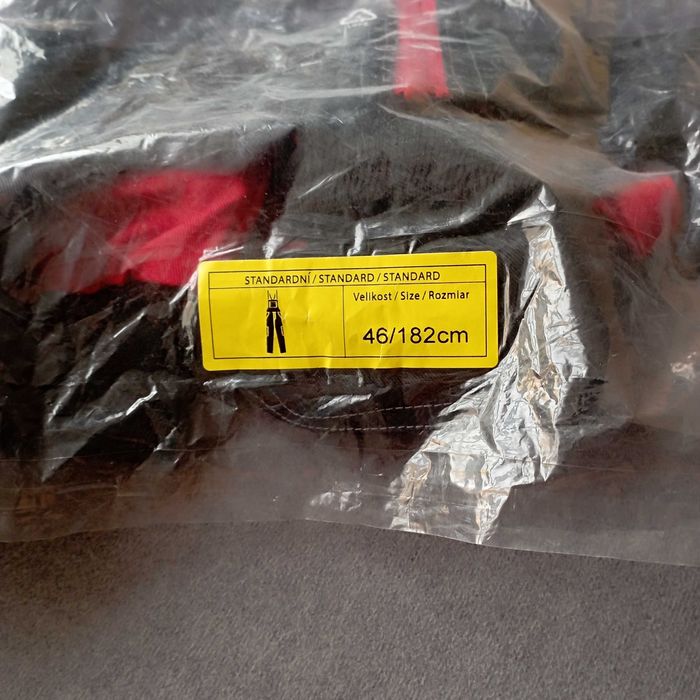 STANDARDNÍ / STANDARD / STANDARD
Velikost / Size / Rozmiar
46/182cm